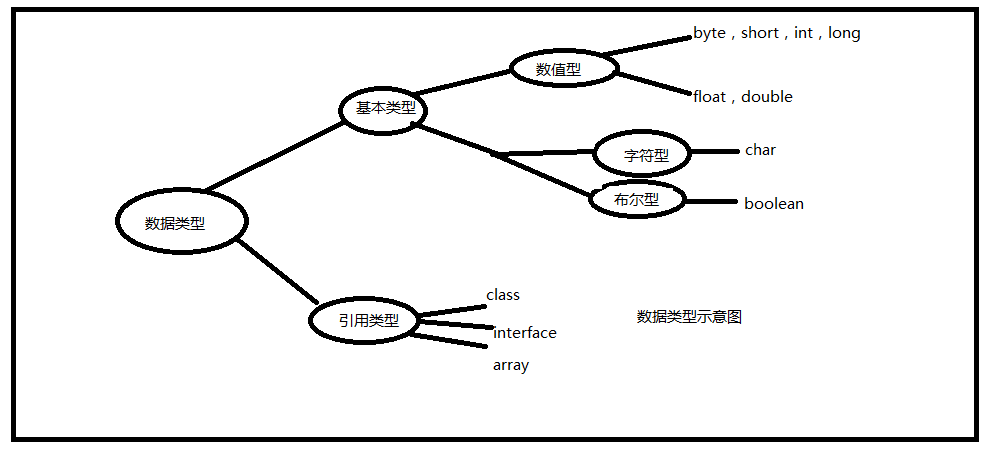 byte，short，int，long
数值型
float，double
基本类型
字符型
char
布尔型
boolean
数据类型
class
引用类型
interface
array
数据类型示意图